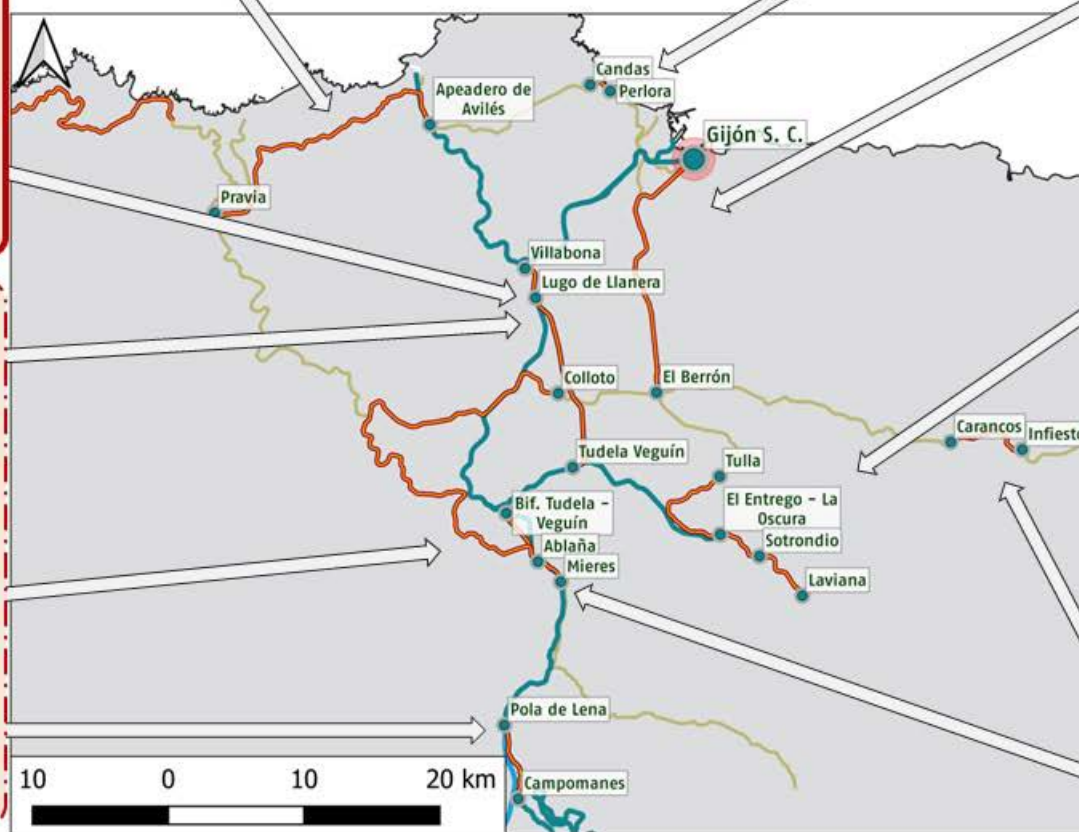 Candas
Perlora
Apeadero de
Avilés
Gijón S. C.
Pravia
Villabona
Lugo de Llanera
Colloto
El Berrón
Carancos
Tudela Veguín
Tulla
El Entrego - La
Oscura
Bif. Tudela -
Veguín
Sotrondio
Ablaña
Mieres
Laviana
Pola de Lena
Campomanes
10 0 10 20 km